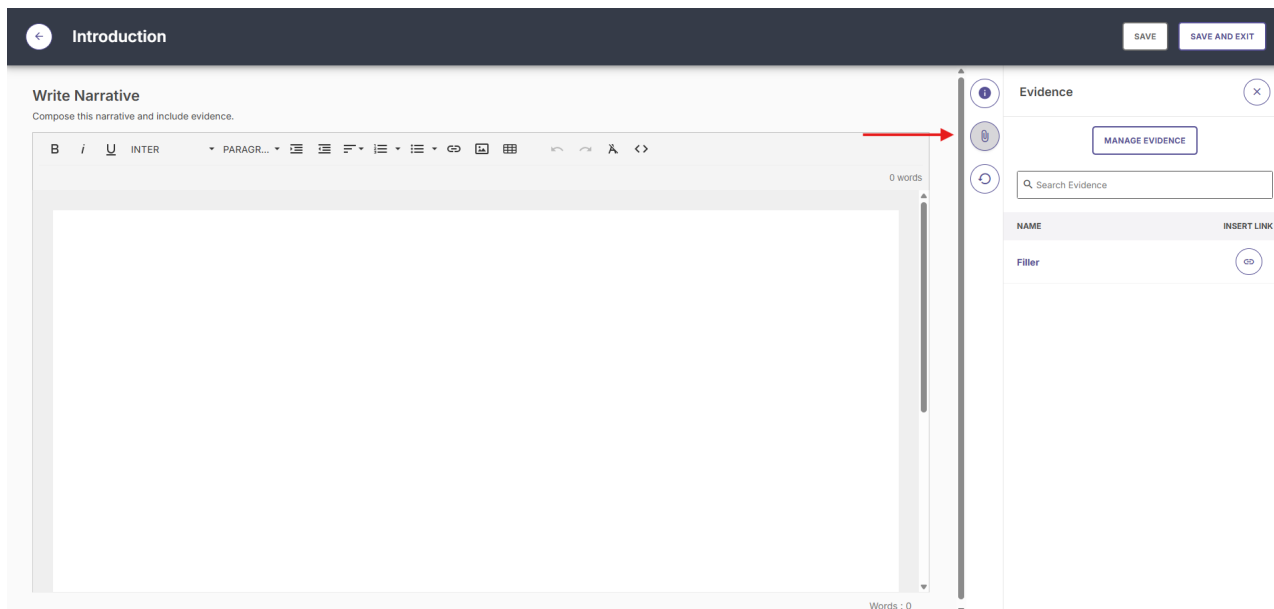 Introduction
SAVE
SAVE AND EXIT
Write Narrative
Compose this narrative and include evidence.
B i U INTER PARAGR...
0 words
Words : 0
Evidence
MANAGE EVIDENCE
Search Evidence
NAME INSERT LINK
Filler